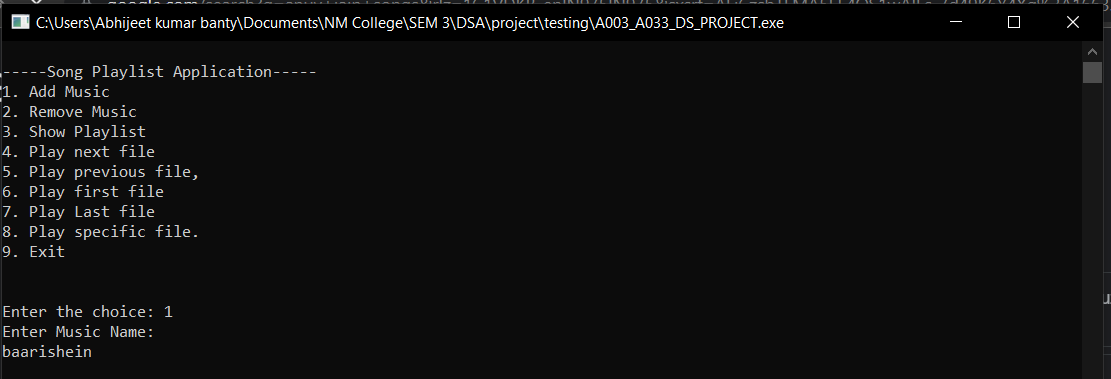 C:\Users\Abhijeet kumar banty\Documents\NM College\SEM 3\DSA\project\testing\A003_A033_DS_PROJECT.exe
-----Song Playlist Application-----
1. Add Music
2. Remove Music
3. Show Playlist
4. Play next file
5. Play previous file,
6. Play first file
7. Play Last file
8. Play specific file.
9. Exit
Enter the choice: 1
Enter Music Name:
baarishein